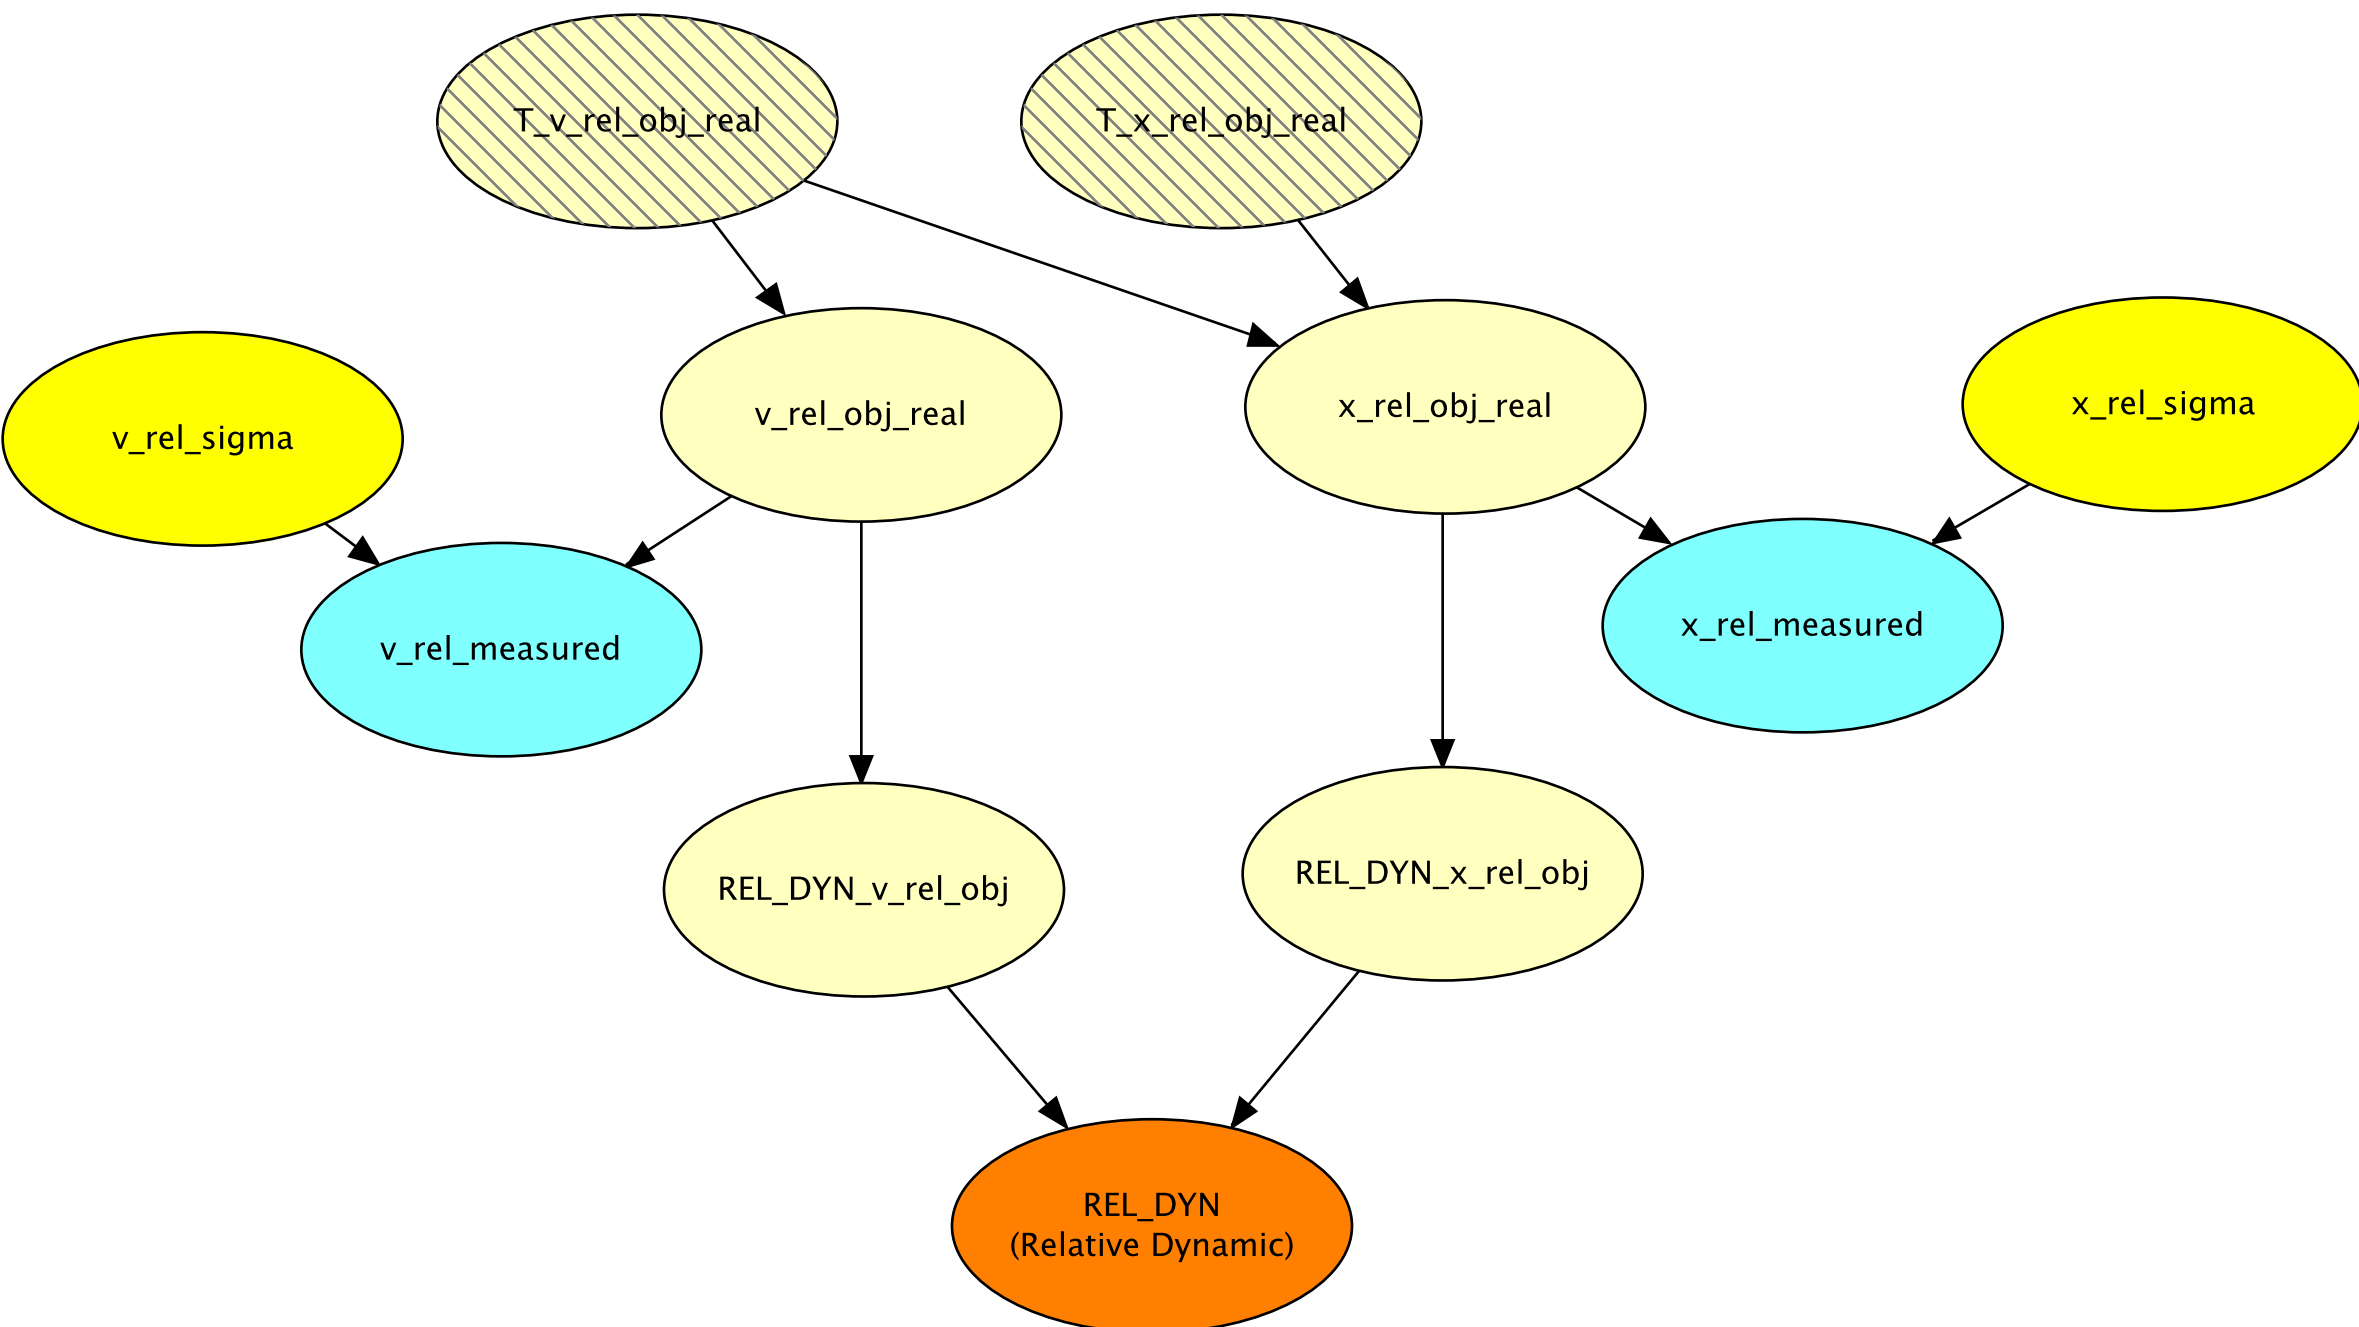 T_v_rel_obj_real
T_x_rel_obj_real
v_rel_sigma
v_rel_obj_real
x_rel_obj_real
x_rel_sigma
v_rel_measured
x_rel_measured
REL_DYN_v_rel_obj
REL_DYN_x_rel_obj
REL_DYN
(Relative Dynamic)